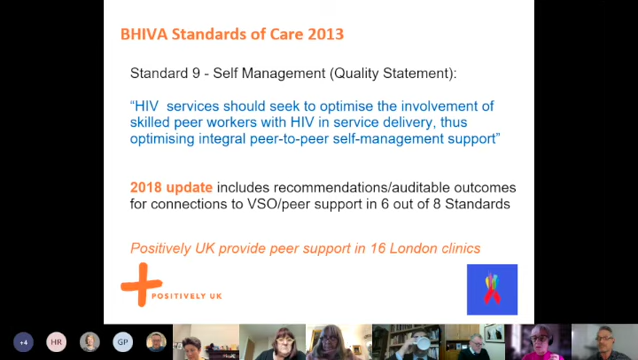 BHIVA Standards of Care 2013
Standard 9 - Self Management (Quality Statement):
“HIV services should seek to optimise the involvement of
skilled peer workers with HIV in service delivery, thus
optimising integral peer-to-peer self-management support”
2018 update includes recommendations/auditable outcomes
for connections to VSO/peer support in 6 out of 8 Standards
Positively UK provide peer support in 16 London clinics
POSITIVELY UK
+4
HR
GP